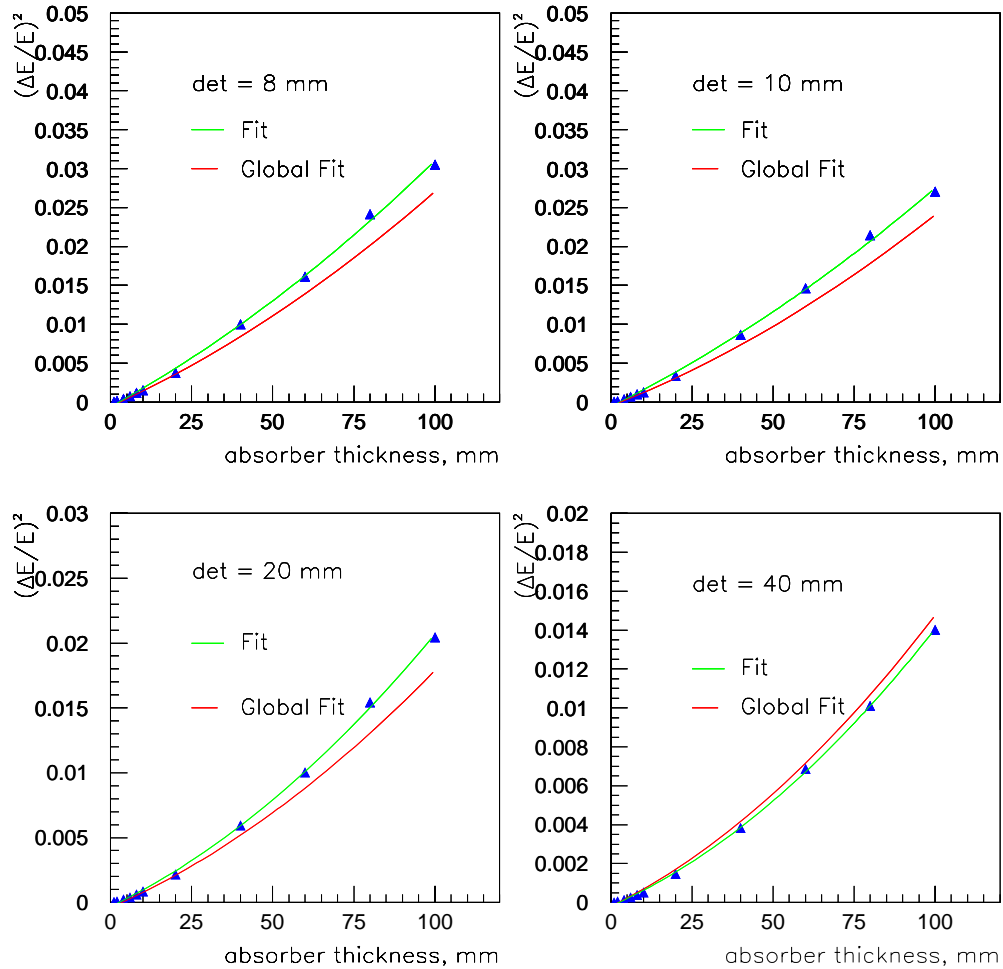 (ΔE/E)²
0.05
0.045
0.04
0.035
0.03
0.025
0.02
0.015
0.01
0.005
0
det = 8 mm
Fit
Global Fit
0 25 50 75 100
absorber thickness, mm
(ΔE/E)²
0.05
0.045
0.04
0.035
0.03
0.025
0.02
0.015
0.01
0.005
0
det = 10 mm
Fit
Global Fit
0 25 50 75 100
absorber thickness, mm
(ΔE/E)²
0.03
0.025
0.02
0.015
0.01
0.005
0
det = 20 mm
Fit
Global Fit
0 25 50 75 100
absorber thickness, mm
(ΔE/E)²
0.02
0.018
0.016
0.014
0.012
0.01
0.008
0.006
0.004
0.002
0
det = 40 mm
Fit
Global Fit
0 25 50 75 100
absorber thickness, mm